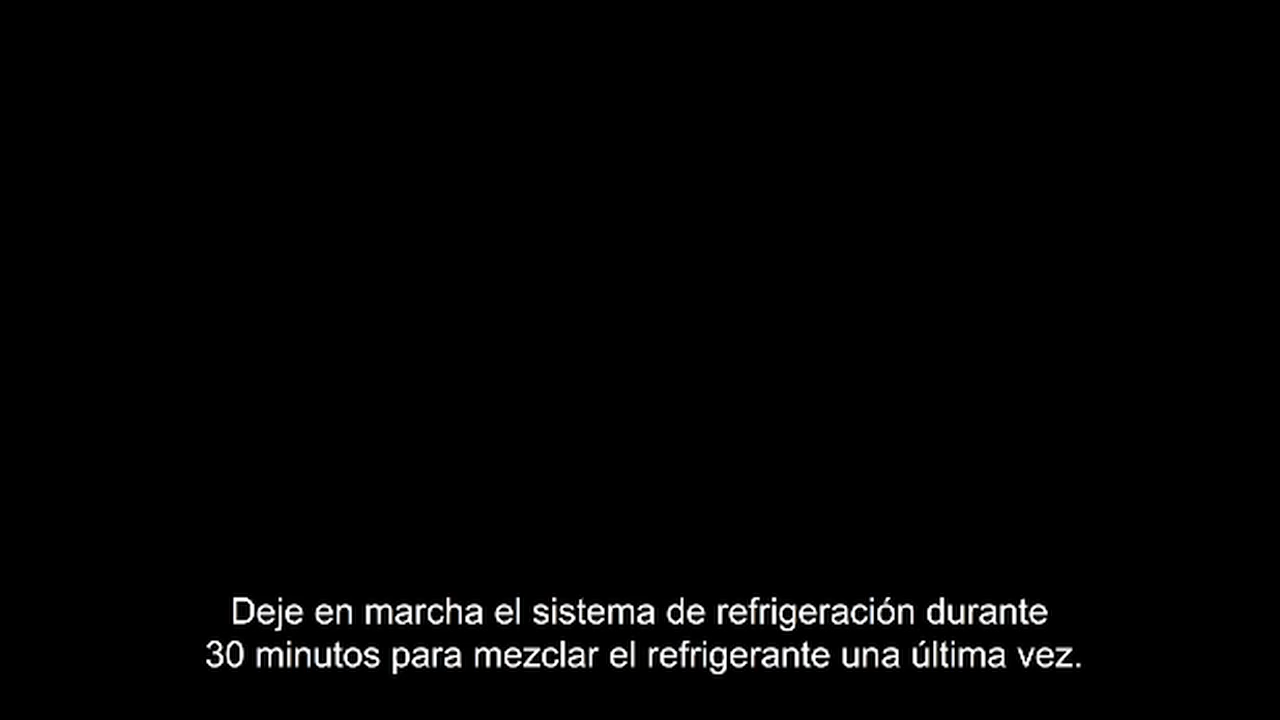 Deje en marcha el sistema de refrigeración durante
30 minutos para mezclar el refrigerante una última vez.